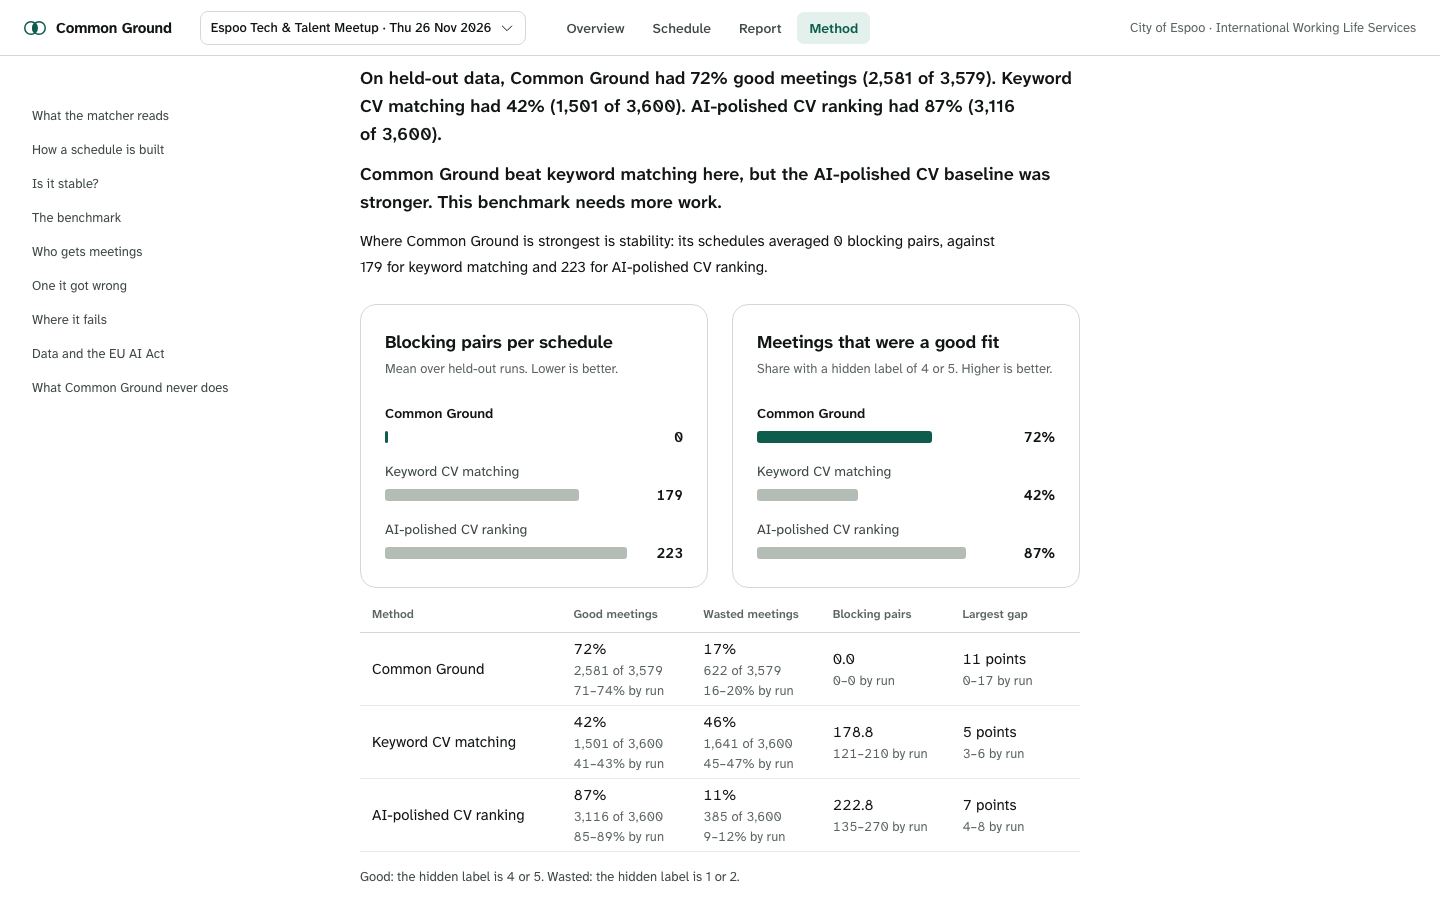 Common Ground
Espoo Tech & Talent Meetup · Thu 26 Nov 2026
Overview
Schedule
Report
Method
City of Espoo · International Working Life Services
What the matcher reads
How a schedule is built
Is it stable?
The benchmark
Who gets meetings
One it got wrong
Where it fails
Data and the EU AI Act
What Common Ground never does
On held-out data, Common Ground had 72% good meetings (2,581 of 3,579). Keyword
CV matching had 42% (1,501 of 3,600). AI-polished CV ranking had 87% (3,116
of 3,600).
Common Ground beat keyword matching here, but the AI-polished CV baseline was
stronger. This benchmark needs more work.
Where Common Ground is strongest is stability: its schedules averaged 0 blocking pairs, against
179 for keyword matching and 223 for AI-polished CV ranking.
Blocking pairs per schedule
Mean over held-out runs. Lower is better.
Common Ground
0
Keyword CV matching
179
AI-polished CV ranking
223
Meetings that were a good fit
Share with a hidden label of 4 or 5. Higher is better.
Common Ground
72%
Keyword CV matching
42%
AI-polished CV ranking
87%
Method Good meetings Wasted meetings Blocking pairs Largest gap
Common Ground
72%
2,581 of 3,579
71–74% by run
17%
622 of 3,579
16–20% by run
0.0
0–0 by run
11 points
0–17 by run
Keyword CV matching
42%
1,501 of 3,600
41–43% by run
46%
1,641 of 3,600
45–47% by run
178.8
121–210 by run
5 points
3–6 by run
AI-polished CV ranking
87%
3,116 of 3,600
85–89% by run
11%
385 of 3,600
9–12% by run
222.8
135–270 by run
7 points
4–8 by run
Good: the hidden label is 4 or 5. Wasted: the hidden label is 1 or 2.